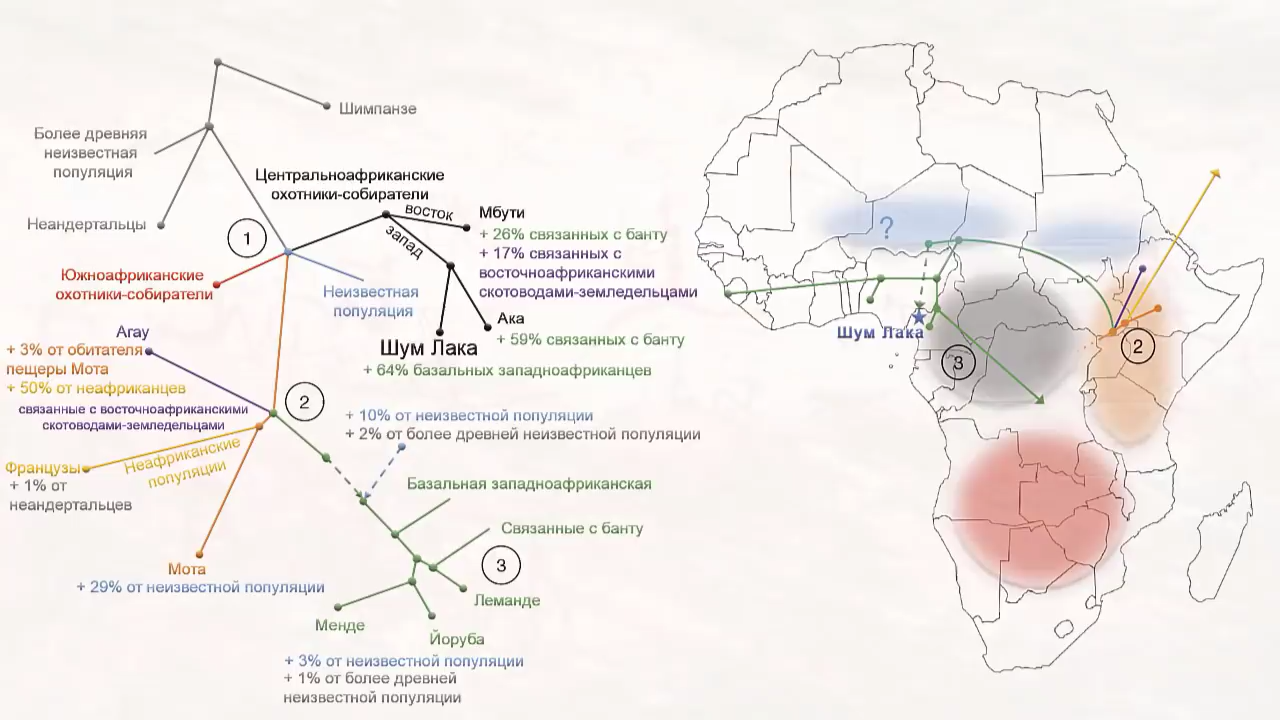 Шимпанзе
Более древняя
неизвестная
популяция
Неандертальцы
1
Южноафриканские
охотники-собиратели
Центральноафриканские
охотники-собиратели
восток
запад
Мбути
+ 26% связанных с банту
+ 17% связанных с
восточноафриканскими
скотоводами-земледельцами
Неизвестная
популяция
Ака
+ 59% связанных с банту
Шум Лака
+ 64% базальных западноафриканцев
Агау
+ 3% от обитателя
пещеры Мота
+ 50% от неафриканцев
связанные с восточноафриканскими
скотоводами-земледельцами
2
Французы
+ 1% от
неандертальцев
Неафриканские
популяции
Мота
+ 29% от неизвестной популяции
+ 10% от неизвестной популяции
+ 2% от более древней неизвестной популяции
Базальная западноафриканская
Связанные с банту
3
Леманде
Менде
Йоруба
+ 3% от неизвестной популяции
+ 1% от более древней
неизвестной популяции
?
Шум Лака
3
2